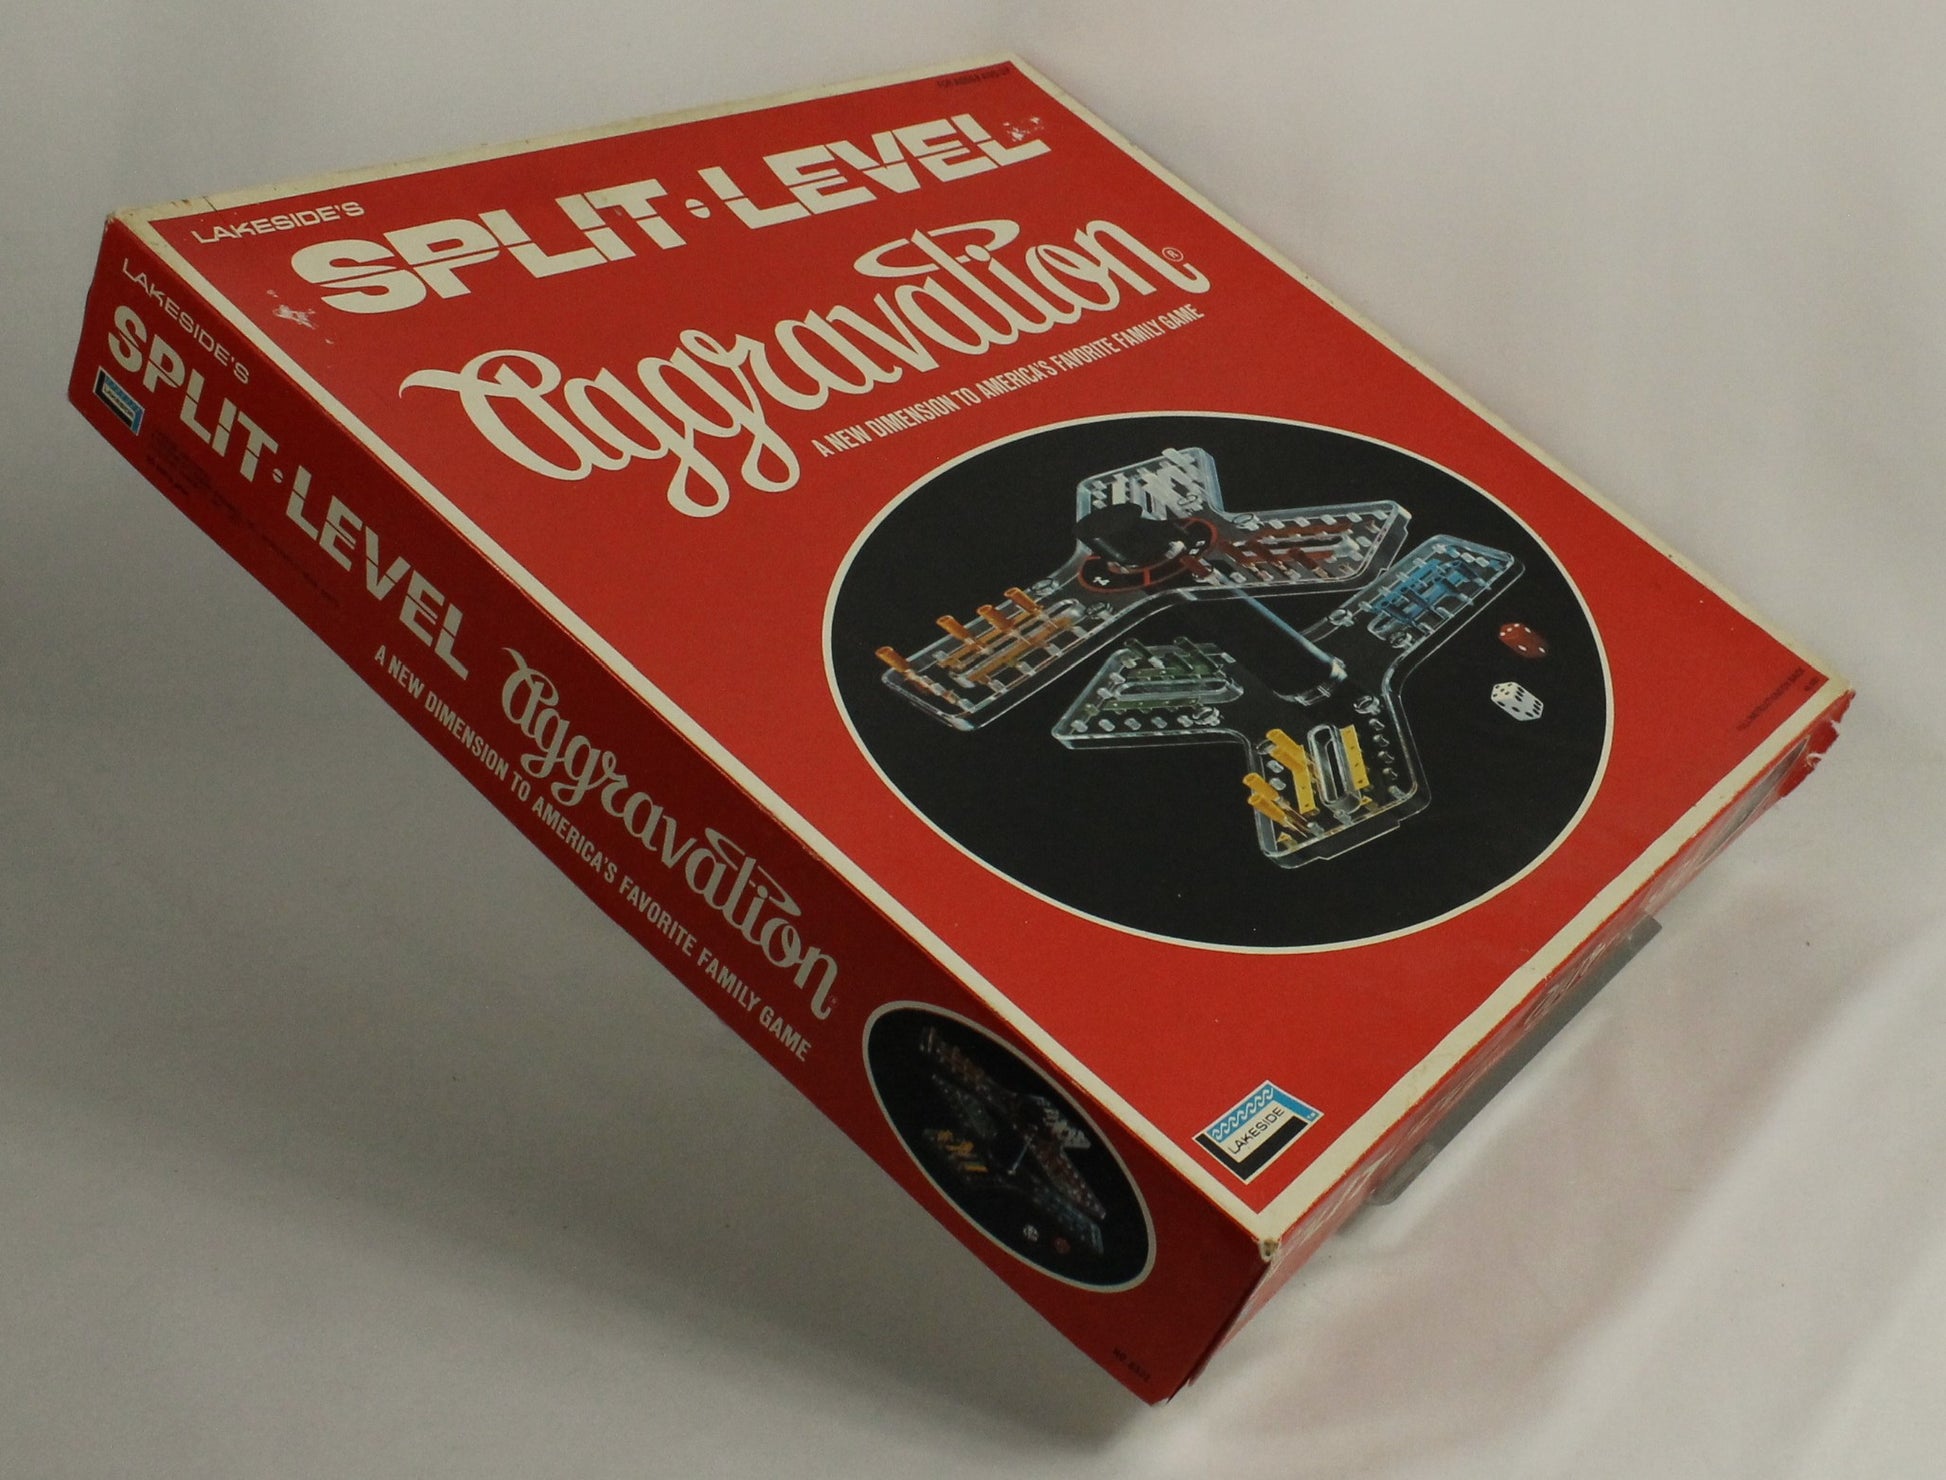 LAKESIDE'S
SPLIT·LEVEL
Aggravation®
A NEW DIMENSION TO AMERICA'S FAVORITE FAMILY GAME
LAKESIDE
LAKESIDE'S
SPLIT·LEVEL
Aggravation
A NEW DIMENSION TO AMERICA'S FAVORITE FAMILY GAME
LAKESIDE